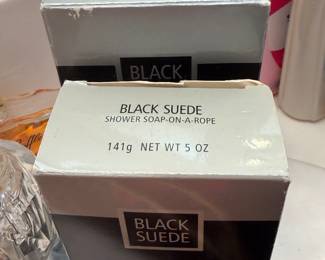 BLACK
BLACK SUEDE
SHOWER SOAP-ON-A-ROPE
141g NET WT 5 OZ
BLACK
SUEDE